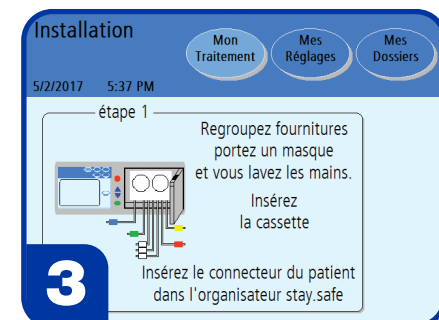 Installation
Mon
Traitement
Mes
Réglages
Mes
Dossiers
5/2/2017 5:37 PM
étape 1
Regroupez fournitures
portez un masque
et vous lavez les mains.
Insérez
la cassette
3
Insérez le connecteur du patient
dans l'organisateur stay.safe